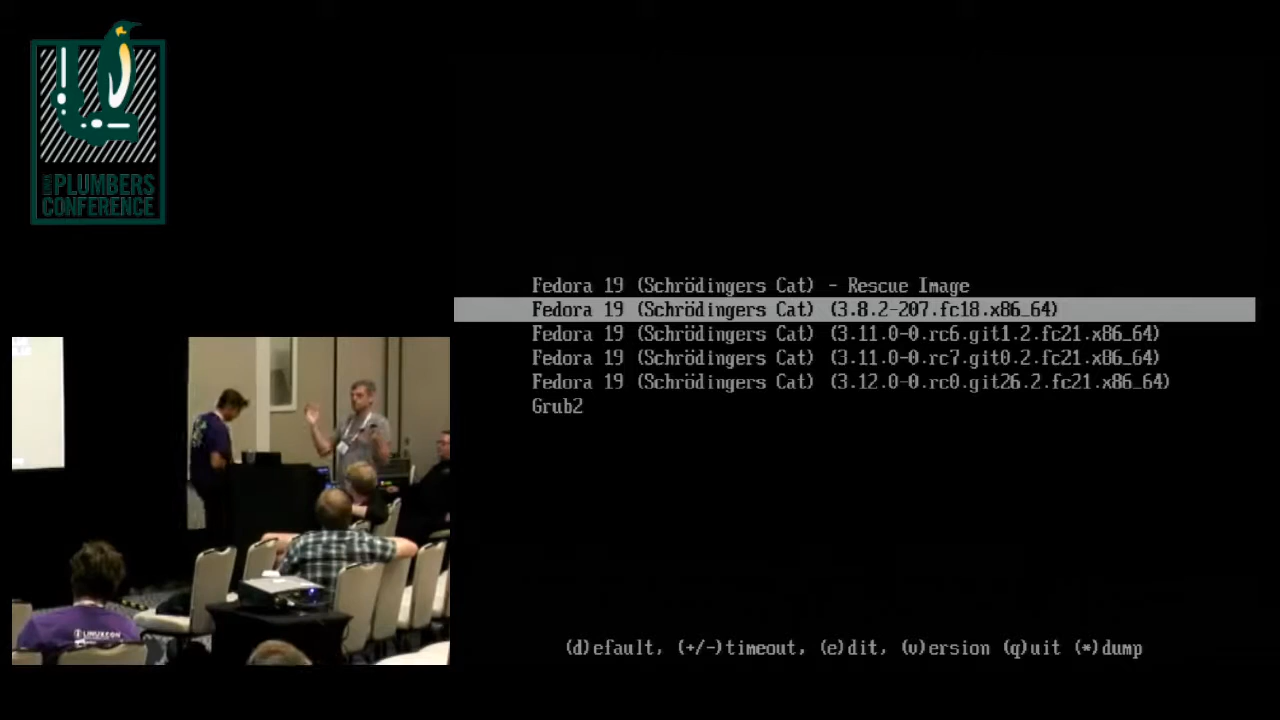 LINUX
PLUMBERS
CONFERENCE
Fedora 19 (Schrödingers Cat) - Rescue Image
Fedora 19 (Schrödingers Cat) (3.8.2-207.fc18.x86_64)
Fedora 19 (Schrödingers Cat) (3.11.0-0.rc6.git1.2.fc21.x86_64)
Fedora 19 (Schrödingers Cat) (3.11.0-0.rc7.git0.2.fc21.x86_64)
Fedora 19 (Schrödingers Cat) (3.12.0-0.rc0.git26.2.fc21.x86_64)
Grub2
LINUXCON
(d)efault, (+/-)timeout, (e)dit, (v)ersion (q)uit (*)dump